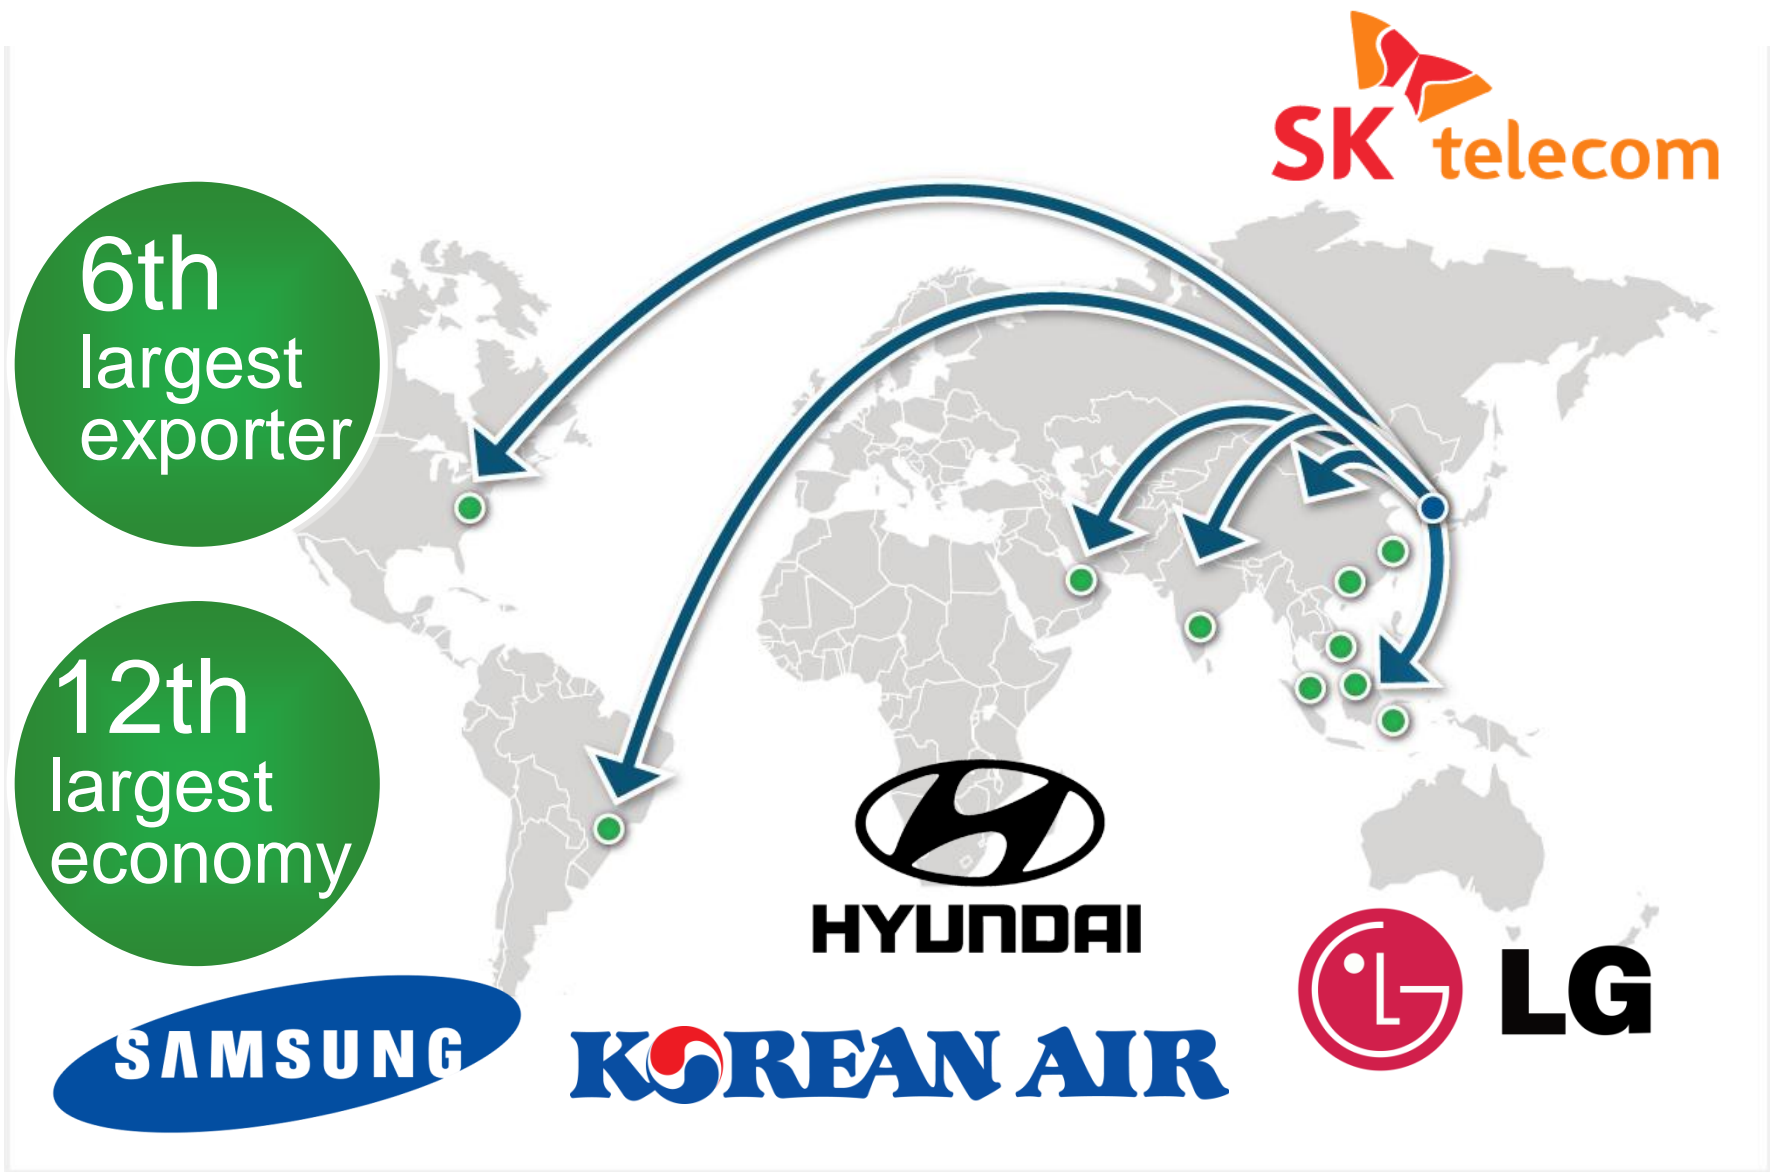 SK telecom
6th
largest
exporter
12th
largest
economy
HYUNDAI
LG
SAMSUNG
KOREAN AIR